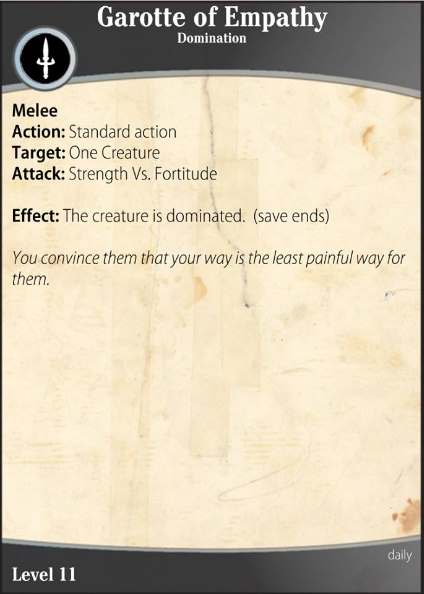 Garotte of Empathy
Domination
Melee
Action: Standard action
Target: One Creature
Attack: Strength Vs. Fortitude
Effect: The creature is dominated.  (save ends)
You convince them that your way is the least painful way for
them.
daily
Level 11